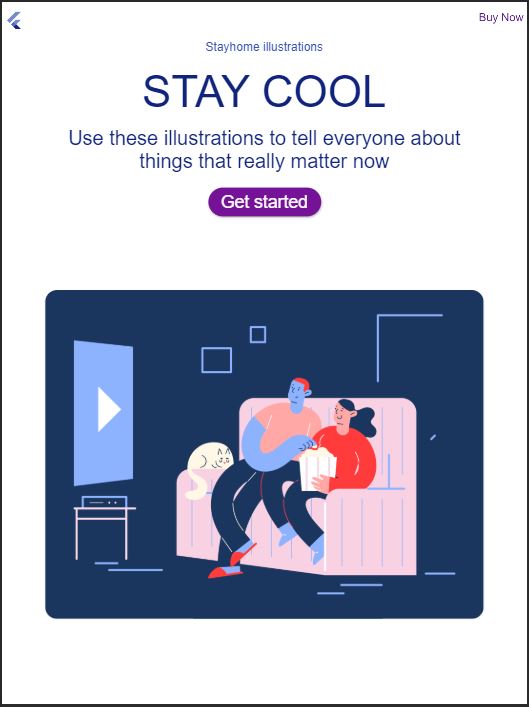 Buy Now
Stayhome illustrations
STAY COOL
Use these illustrations to tell everyone about
things that really matter now
Get started